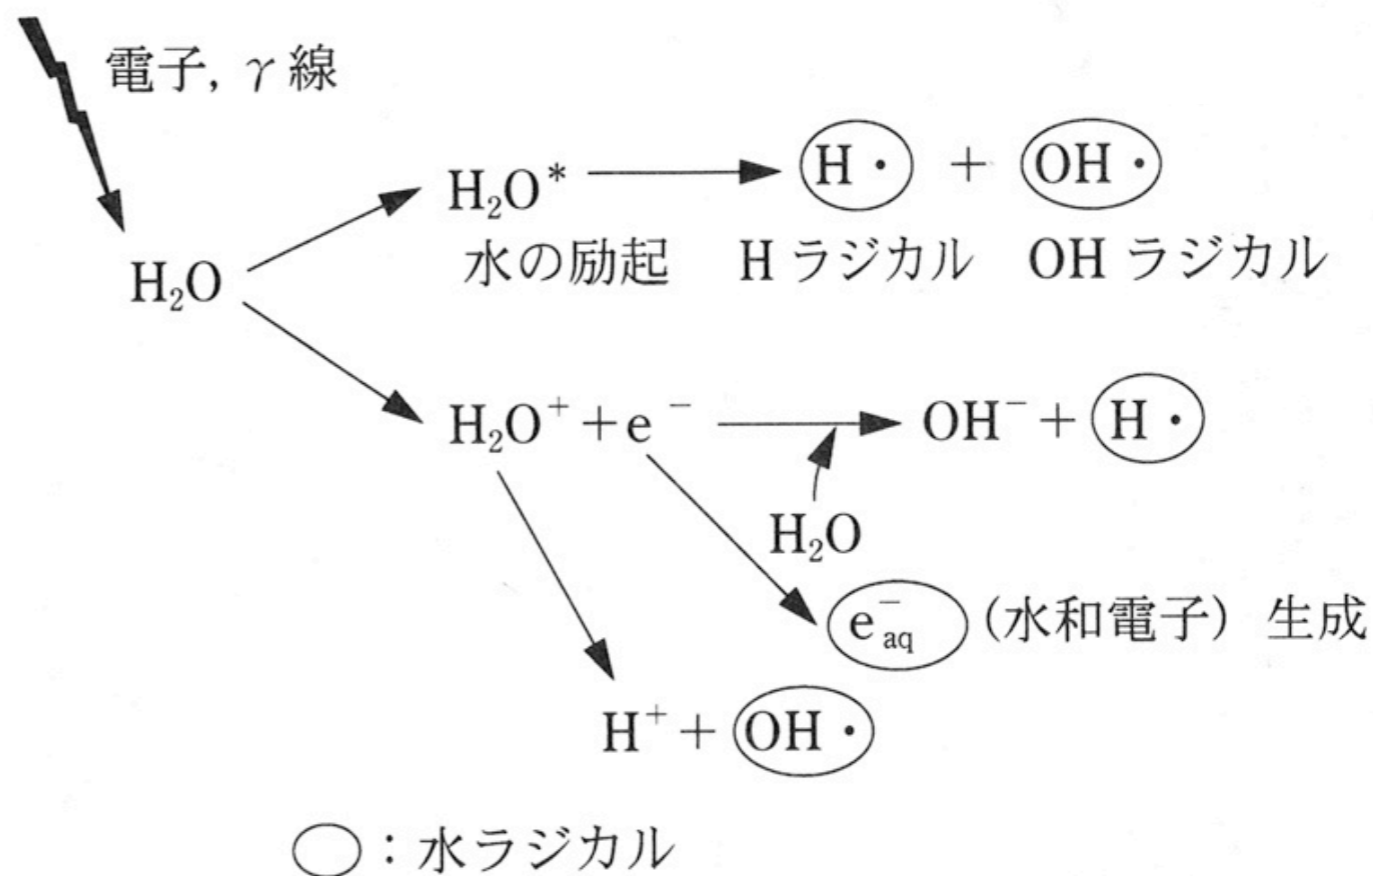 電子, γ線
H₂O* H・ + OH・
水の励起 Hラジカル OHラジカル
H₂O
H₂O⁺ + e⁻ OH⁻ + H・
H₂O
e⁻aq (水和電子) 生成
H⁺ + OH・
○ : 水ラジカル